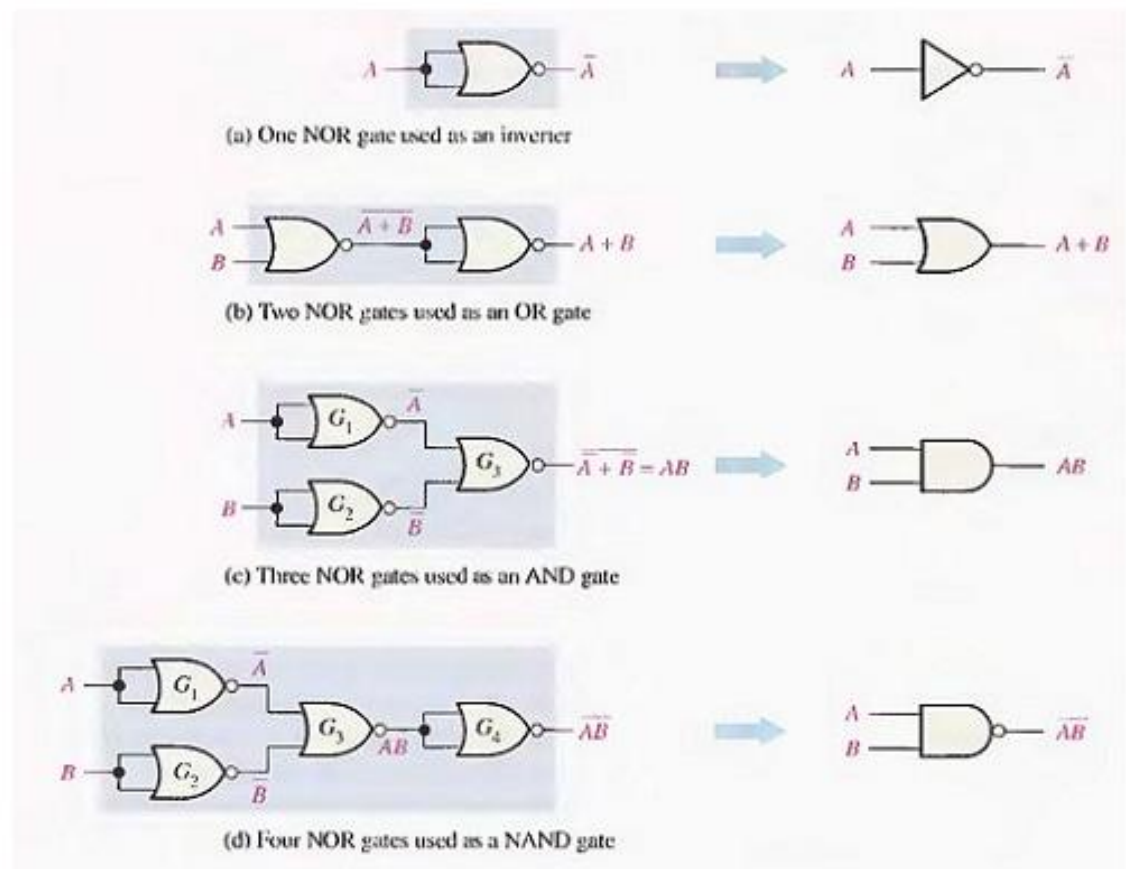 A A̅ A A̅
(a) One NOR gate used as an inverter
A A̅ ̅+̅ ̅B̅ A + B A A + B
B B
(b) Two NOR gates used as an OR gate
A G₁ A̅
G₃ A̅ + B̅ = AB A AB
B G₂ B̅ B
(c) Three NOR gates used as an AND gate
A G₁ A̅
G₃ AB G₄ A̅B̅ A A̅B̅
B G₂ B̅ B
(d) Four NOR gates used as a NAND gate